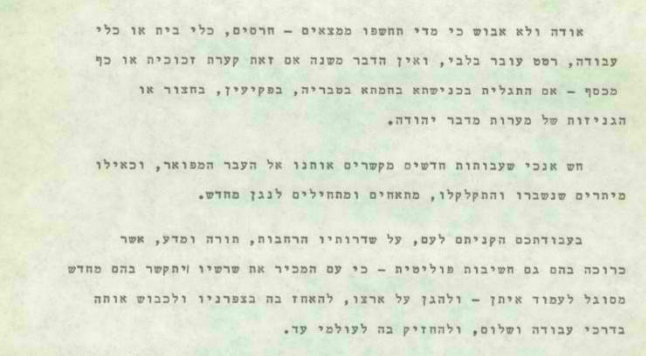 אודה ולא אבוש כי מדי תחשפו ממצאים – חרסים, כלי בית או כלי
עבודה, רטט עובר בלבי, ואין הדבר משנה אם זאת קערת זכוכית או כף
מכסף – אם התגלית בכנישתא בחמתא בטבריה, בפקיעין, בחצור או
הגניזות של מערות מדבר יהודה.
חש אנכי שעבותות חדשים מקשרים אותנו אל העבר המפואר, וכאילו
מיתרים שנשברו והתקלקלו, מתאחים ומתחילים לנגן מחדש.
בעבודתכם הקניתם לעם, על שדרותיו הרחבות, תורה ומדע, אשר
כרוכה בהם גם חשיבות פוליטית – כי עם המכיר את שרשיו ויתקשר בהם מחדש
מסוגל לעמוד איתן – ולהגן על ארצו, להאחז בה בצפרניו ולכבוש אותה
בדרכי עבודה ושלום, ולהחזיק בה לעולמי עד.